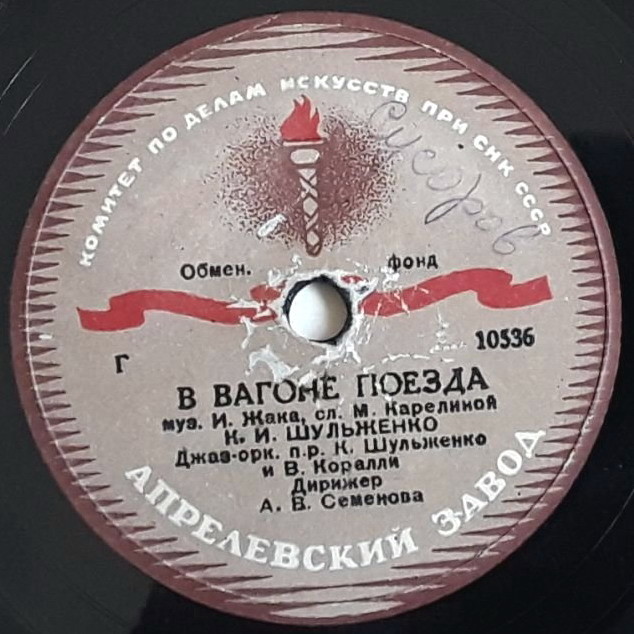 КОМИТЕТ ПО ДЕЛАМ ИСКУССТВ ПРИ СНК СССР
Сисоров
Обмен. фонд
Г 10536
В ВАГОНЕ ПОЕЗДА
муз. И. Жака, сл. М. Карелиной
К. И. ШУЛЬЖЕНКО
Джаз-орк. п.р. К. Шульженко
и В. Коралли
Дирижер
А. В. Семенова
АПРЕЛЕВСКИЙ ЗАВОД